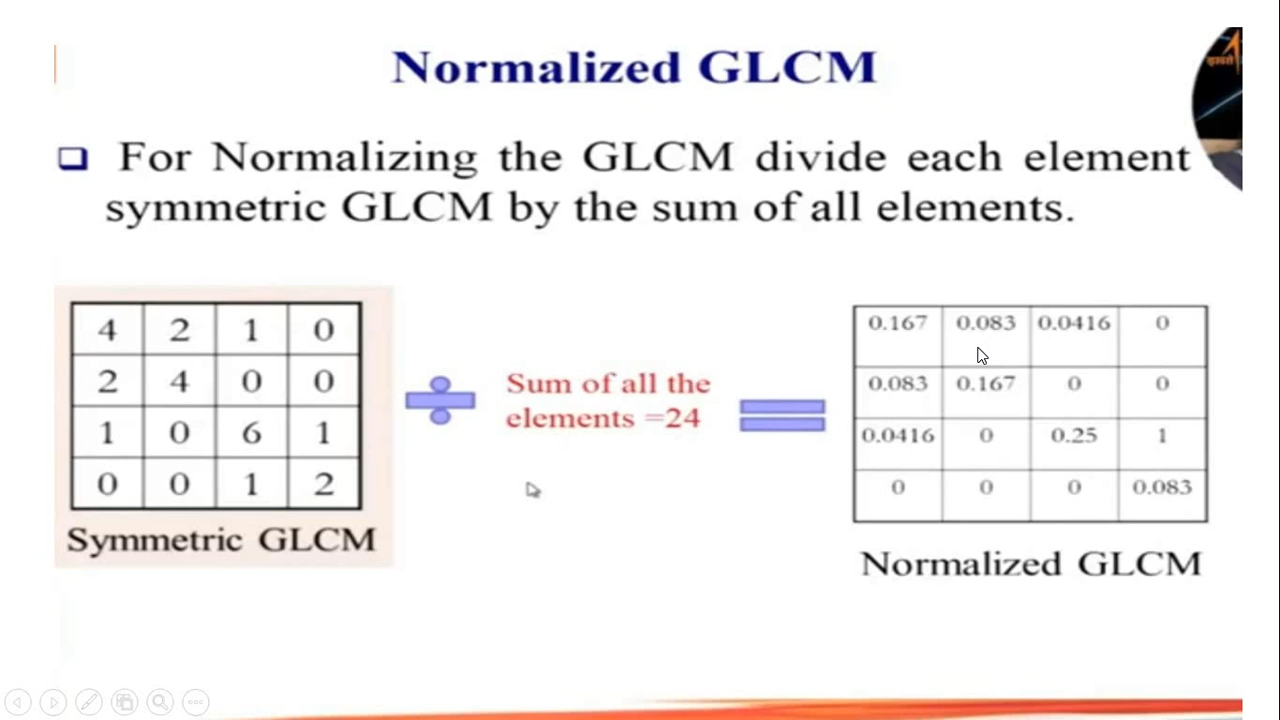 Normalized GLCM
For Normalizing the GLCM divide each element
symmetric GLCM by the sum of all elements.
4 2 1 0
2 4 0 0
1 0 6 1
0 0 1 2
Symmetric GLCM
Sum of all the
elements =24
0.167 0.083 0.0416 0
0.083 0.167 0 0
0.0416 0 0.25 1
0 0 0 0.083
Normalized GLCM